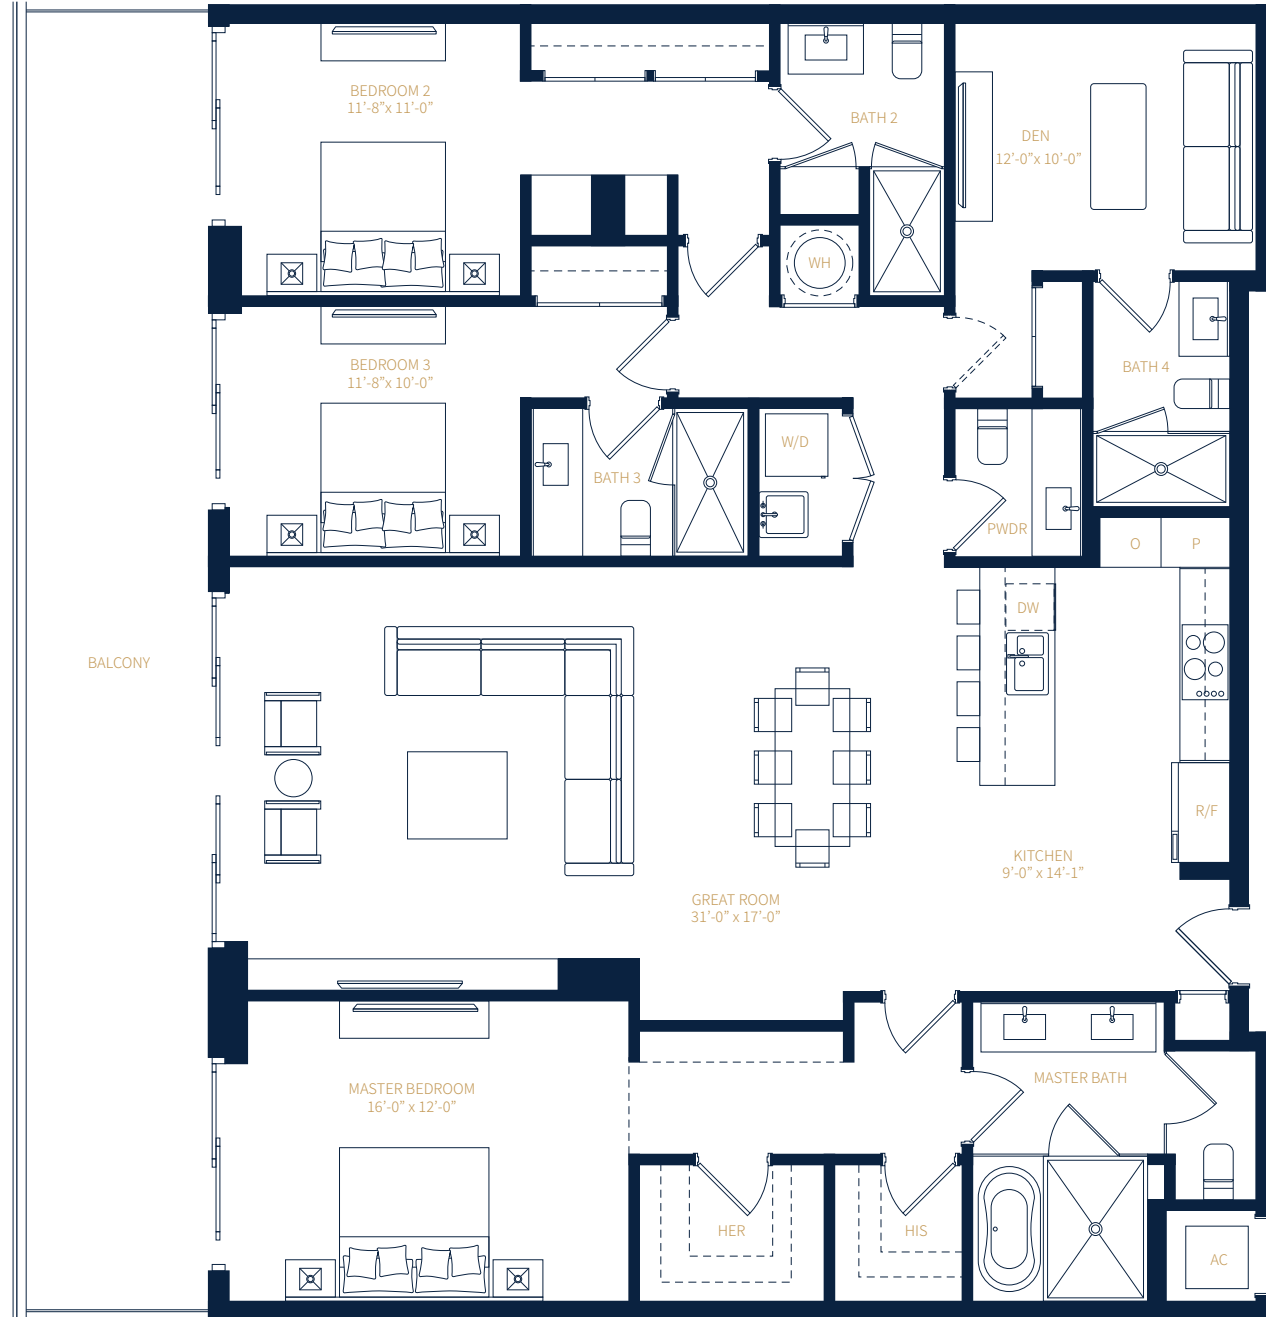 BEDROOM 2
11'-8”x 11’-0”
BATH 2
DEN
12’-0”x 10’-0”
WH
BEDROOM 3
11’-8”x 10’-0”
BATH 4
W/D
BATH 3
PWDR
O
P
DW
BALCONY
R/F
KITCHEN
9’-0” x 14’-1”
GREAT ROOM
31’-0” x 17’-0”
MASTER BEDROOM
16’-0” x 12’-0”
MASTER BATH
HER
HIS
AC